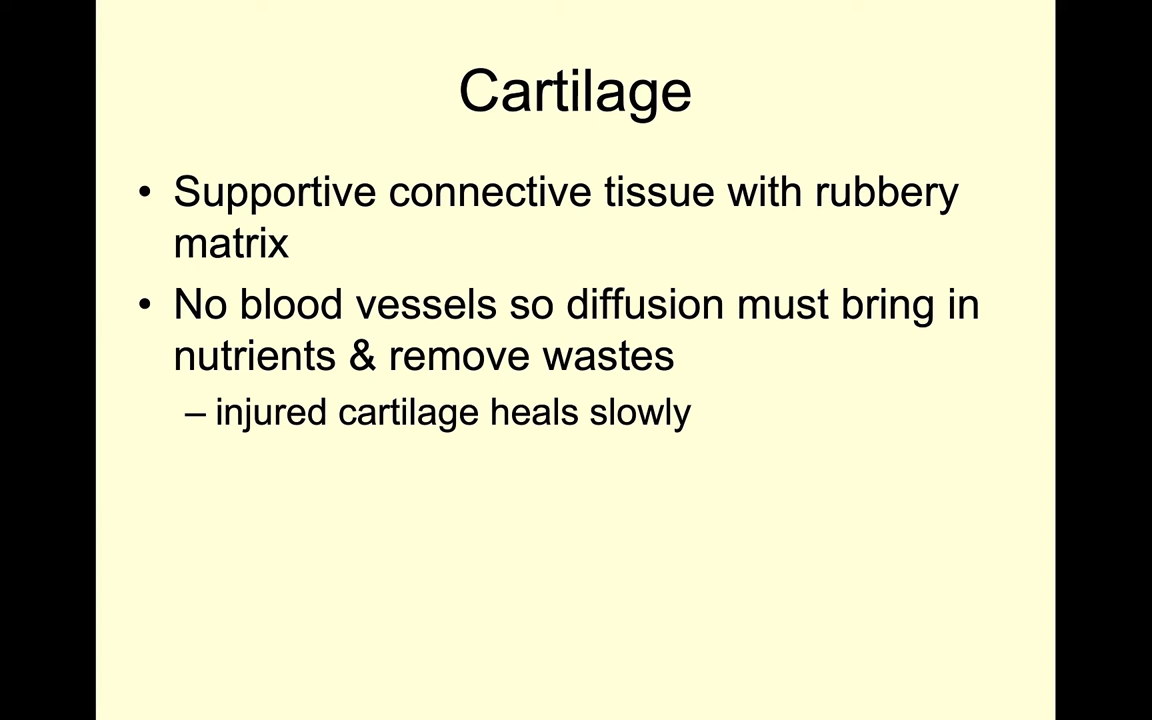 Cartilage
• Supportive connective tissue with rubbery
matrix
• No blood vessels so diffusion must bring in
nutrients & remove wastes
– injured cartilage heals slowly